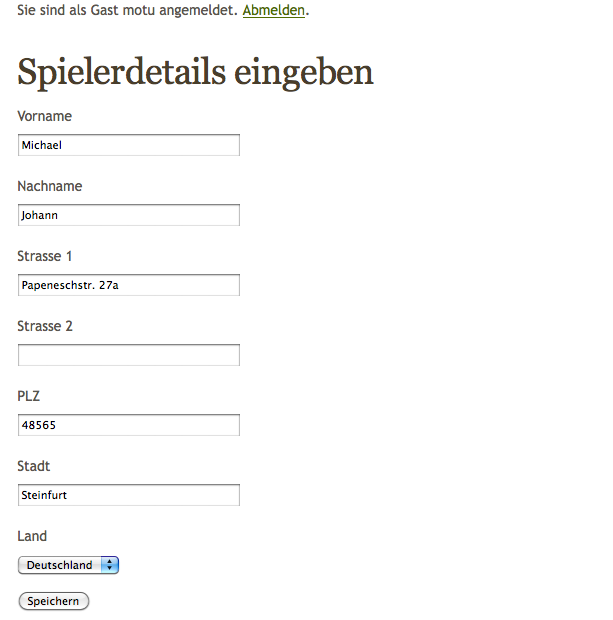 Sie sind als Gast motu angemeldet. Abmelden.
Spielerdetails eingeben
Vorname
Michael
Nachname
Johann
Strasse 1
Papeneschstr. 27a
Strasse 2
PLZ
48565
Stadt
Steinfurt
Land
Deutschland
Speichern